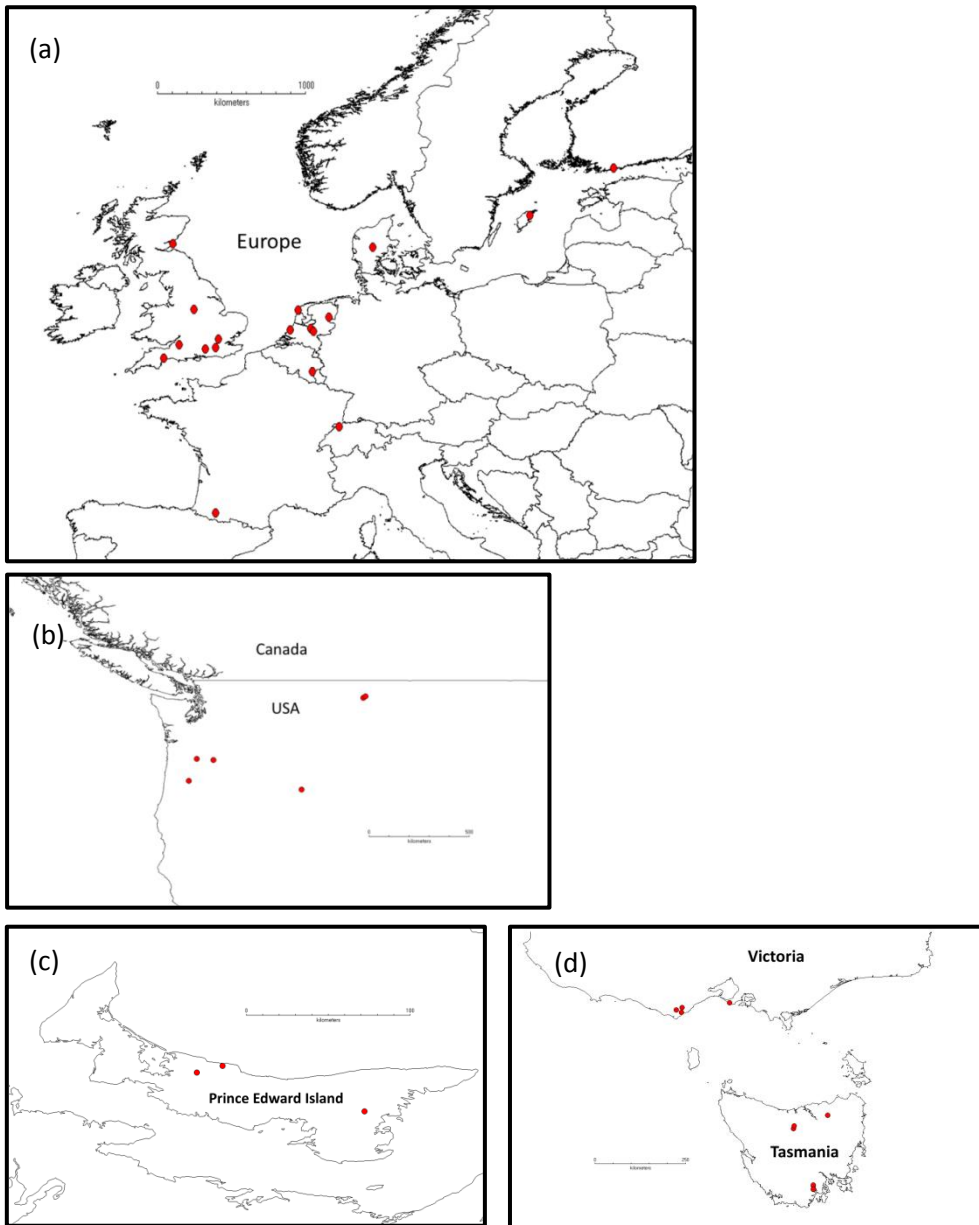 (a)
0 1000
kilometers
Europe
(b)
Canada
USA
0 500
kilometers
(c)
0 100
kilometers
Prince Edward Island
(d)
Victoria
0 250
kilometers
Tasmania